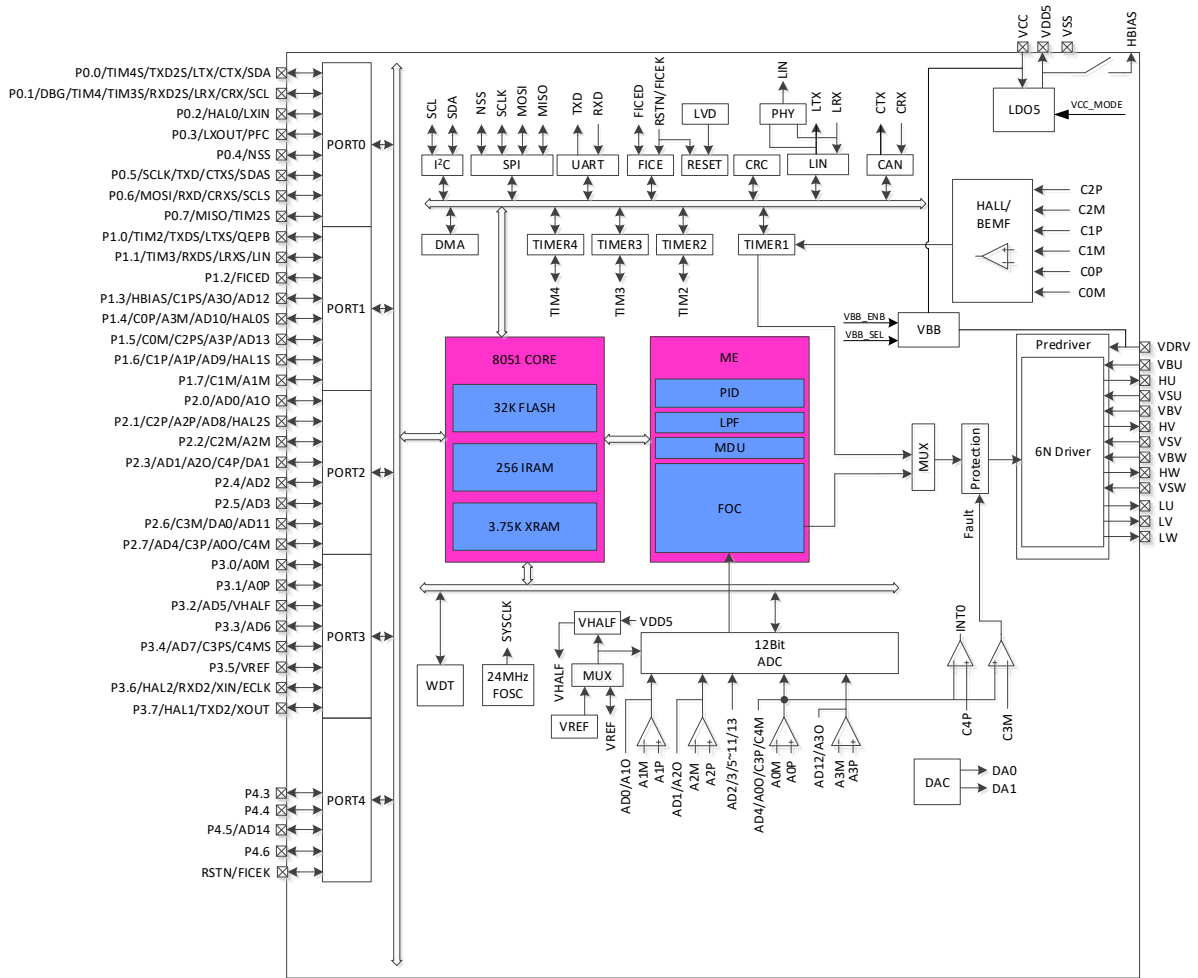 VCC
VDD5
VSS
HBIAS
P0.0/TIM4S/TXD2S/LTX/CTX/SDA
P0.1/DBG/TIM4/TIM3S/RXD2S/LRX/CRX/SCL
P0.2/HAL0/LXIN
P0.3/LXOUT/PFC
P0.4/NSS
P0.5/SCLK/TXD/CTXS/SDAS
P0.6/MOSI/RXD/CRXS/SCLS
P0.7/MISO/TIM2S
P1.0/TIM2/TXDS/LTXS/QEPB
P1.1/TIM3/RXDS/LRXS/LIN
P1.2/FICED
P1.3/HBIAS/C1PS/A3O/AD12
P1.4/C0P/A3M/AD10/HAL0S
P1.5/C0M/C2PS/A3P/AD13
P1.6/C1P/A1P/AD9/HAL1S
P1.7/C1M/A1M
P2.0/AD0/A1O
P2.1/C2P/A2P/AD8/HAL2S
P2.2/C2M/A2M
P2.3/AD1/A2O/C4P/DA1
P2.4/AD2
P2.5/AD3
P2.6/C3M/DA0/AD11
P2.7/AD4/C3P/A0O/C4M
P3.0/A0M
P3.1/A0P
P3.2/AD5/VHALF
P3.3/AD6
P3.4/AD7/C3PS/C4MS
P3.5/VREF
P3.6/HAL2/RXD2/XIN/ECLK
P3.7/HAL1/TXD2/XOUT
P4.3
P4.4
P4.5/AD14
P4.6
RSTN/FICEK
PORT0
PORT1
PORT2
PORT3
PORT4
SCL
SDA
NSS
SCLK
MOSI
MISO
TXD
RXD
FICED
RSTN/FICEK
LVD
LIN
PHY
LTX
LRX
CTX
CRX
I²C
SPI
UART
FICE
RESET
CRC
LIN
CAN
DMA
TIMER4
TIMER3
TIMER2
TIMER1
TIM4
TIM3
TIM2
LDO5
VCC_MODE
HALL/
BEMF
C2P
C2M
C1P
C1M
C0P
C0M
VBB_ENB
VBB_SEL
VBB
8051 CORE
32K FLASH
256 IRAM
3.75K XRAM
ME
PID
LPF
MDU
FOC
MUX
Protection
Fault
Predriver
6N Driver
VDRV
VBU
HU
VSU
VBV
HV
VSV
VBW
HW
VSW
LU
LV
LW
WDT
SYSCLK
24MHz
FOSC
VHALF
VDD5
VHALF
MUX
VREF
VREF
12Bit
ADC
AD0/A1O
A1M
A1P
AD1/A2O
A2M
A2P
AD2/3/5~11/13
AD4/A0O/C3P/C4M
A0M
A0P
AD12/A3O
A3M
A3P
INT0
C4P
C3M
DAC
DA0
DA1